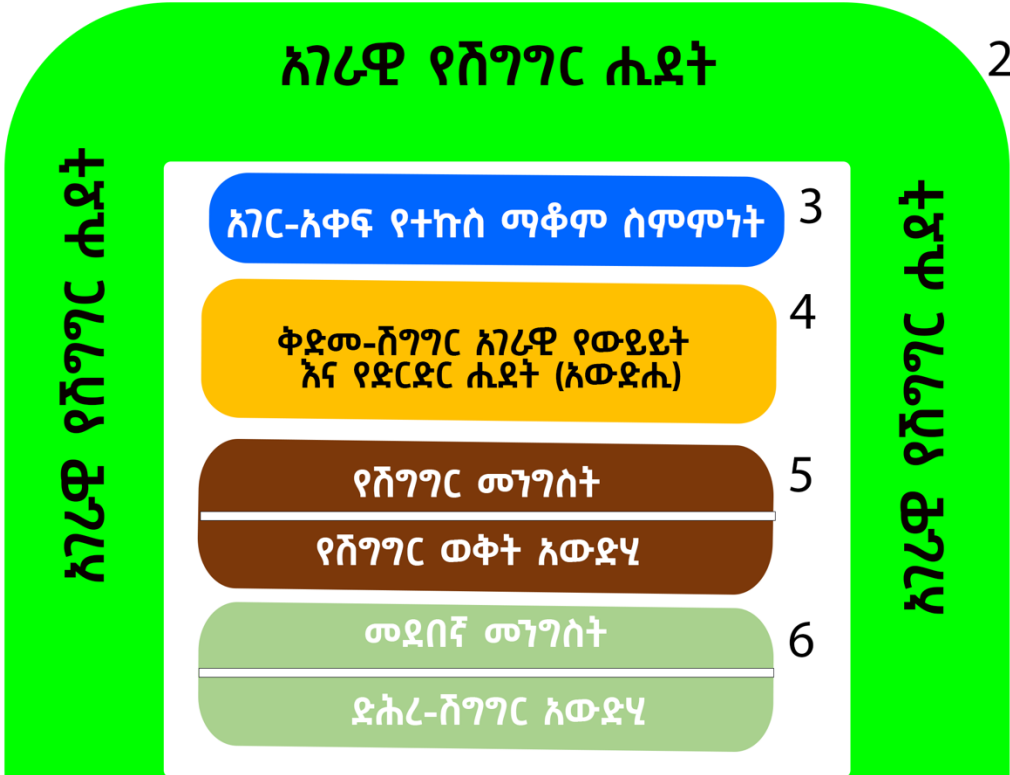 አገራዊ የሽግግር ሒደት
2
አገራዊ የሽግግር ሒደት
አገር-አቀፍ የተኩስ ማቆም ስምምነት
3
ቅድመ-ሽግግር አገራዊ የውይይት
እና የድርድር ሒደት (አውድሒ)
4
የሽግግር መንግስት
5
የሽግግር ወቅት አውድሂ
መደበኛ መንግስት
6
ድሕረ-ሽግግር አውድሂ
አገራዊ የሽግግር ሒደት